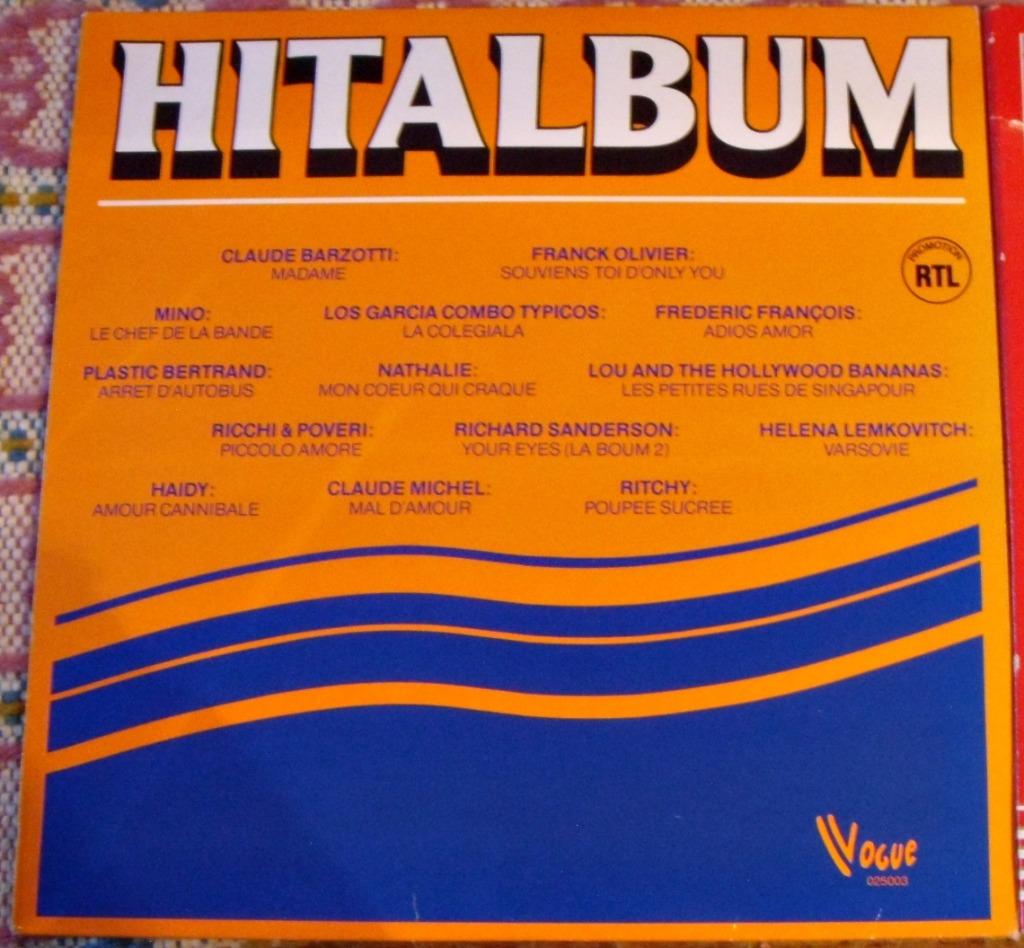 HITALBUM
CLAUDE BARZOTTI: FRANCK OLIVIER:
MADAME SOUVIENS TOI D'ONLY YOU
PROMOTION
RTL
MINO: LOS GARCIA COMBO TYPICOS: FREDERIC FRANÇOIS:
LE CHEF DE LA BANDE LA COLEGIALA ADIOS AMOR
PLASTIC BERTRAND: NATHALIE: LOU AND THE HOLLYWOOD BANANAS:
ARRET D'AUTOBUS MON COEUR QUI CRAQUE LES PETITES RUES DE SINGAPOUR
RICCHI & POVERI: RICHARD SANDERSON: HELENA LEMKOVITCH:
PICCOLO AMORE YOUR EYES (LA BOUM 2) VARSOVIE
HAIDY: CLAUDE MICHEL: RITCHY:
AMOUR CANNIBALE MAL D'AMOUR POUPEE SUCREE
VOGUE
025003